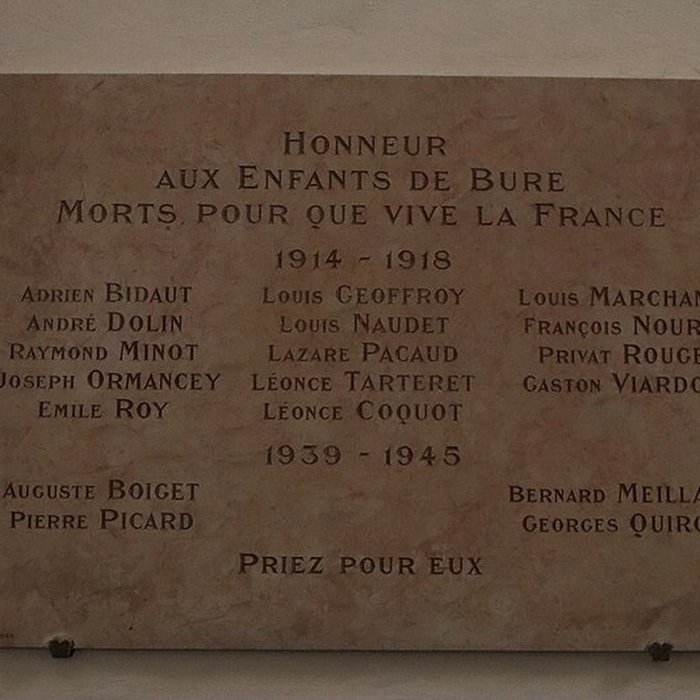 HONNEUR
AUX ENFANTS DE BURE
MORTS POUR QUE VIVE LA FRANCE
1914 - 1918
ADRIEN BIDAUT LOUIS GEOFFROY LOUIS
ANDRÉ DOLIN LOUIS NAUDET FRANÇOIS
RAYMOND MINOT LAZARE PACAUD PRIVAT
JOSEPH ORMANCEY LÉONCE TARTERET GASTON
EMILE ROY LÉONCE COQUOT
1939 - 1945
AUGUSTE BOIGET BERNARD
PIERRE PICARD GEORGES
PRIEZ POUR EUX